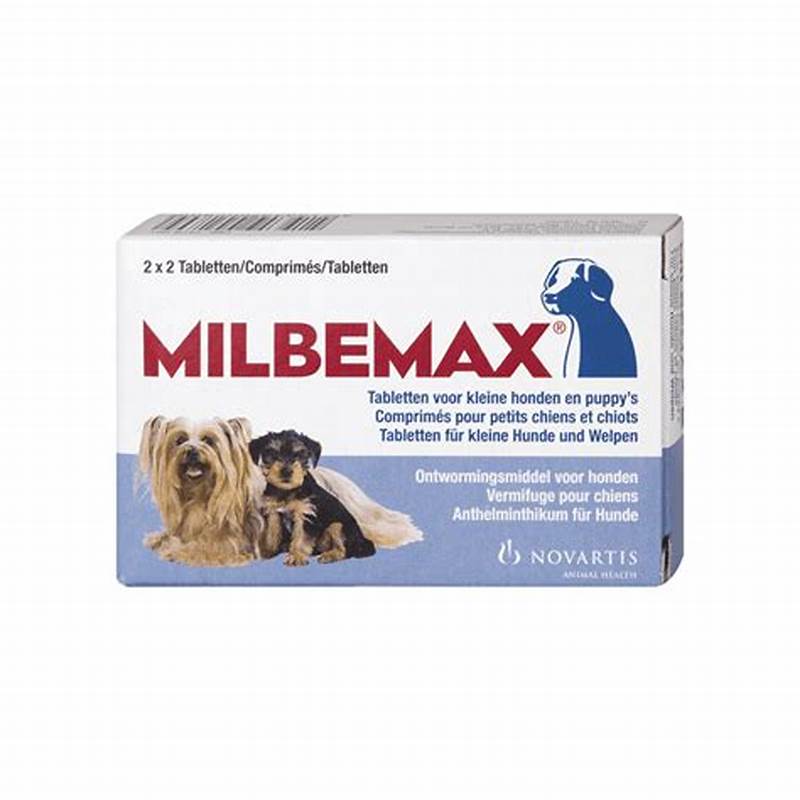 2 x 2 Tabletten/Comprimés/Tabletten
MILBEMAX®
Tabletten voor kleine honden en puppy's
Comprimés pour petits chiens et chiots
Tabletten für kleine Hunde und Welpen
Ontwormingsmiddel voor honden
Vermifuge pour chiens
Anthelminthikum für Hunde
NOVARTIS
ANIMAL HEALTH